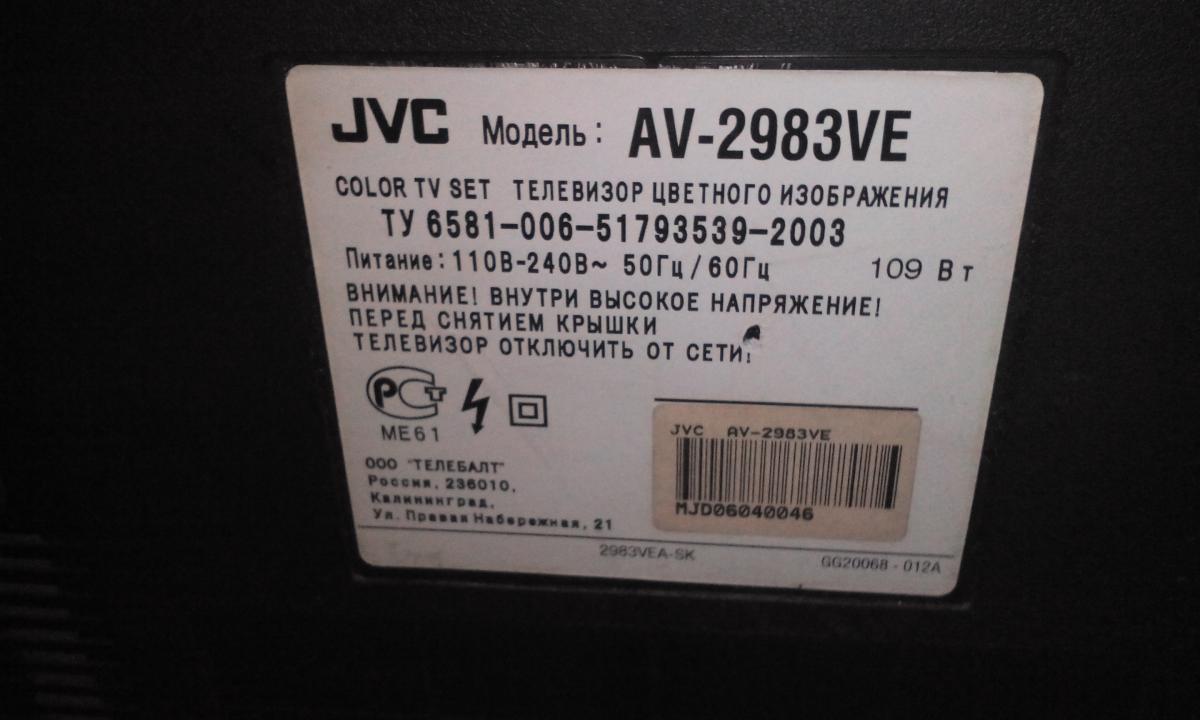 JVC Модель: AV-2983VE
COLOR TV SET ТЕЛЕВИЗОР ЦВЕТНОГО ИЗОБРАЖЕНИЯ
ТУ 6581-006-51793539-2003
Питание: 110В-240В~ 50Гц/60Гц 109 Вт
ВНИМАНИЕ! ВНУТРИ ВЫСОКОЕ НАПРЯЖЕНИЕ!
ПЕРЕД СНЯТИЕМ КРЫШКИ
ТЕЛЕВИЗОР ОТКЛЮЧИТЬ ОТ СЕТИ!
РСТ
МЕ61
ООО "ТЕЛЕБАЛТ"
Россия, 236010,
Калининград,
Ул. Правая Набережная, 21
JVC AV-2983VE
MJD06040046
2983VEA-SK
GG20068-012A